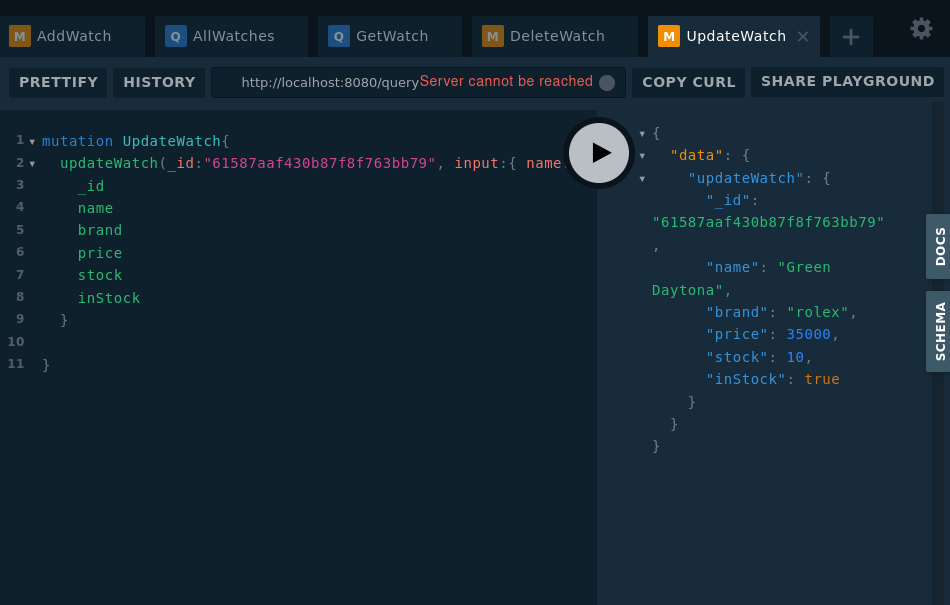 M AddWatch Q AllWatches Q GetWatch M DeleteWatch M UpdateWatch
PRETTIFY HISTORY http://localhost:8080/query Server cannot be reached COPY CURL SHARE PLAYGROUND
1 mutation UpdateWatch{
2 updateWatch(_id:"61587aaf430b87f8f763bb79", input:{ name
3 _id
4 name
5 brand
6 price
7 stock
8 inStock
9 }
10
11 }
{
"data": {
"updateWatch": {
"_id":
"61587aaf430b87f8f763bb79"
,
"name": "Green
Daytona",
"brand": "rolex",
"price": 35000,
"stock": 10,
"inStock": true
}
}
}
DOCS
SCHEMA